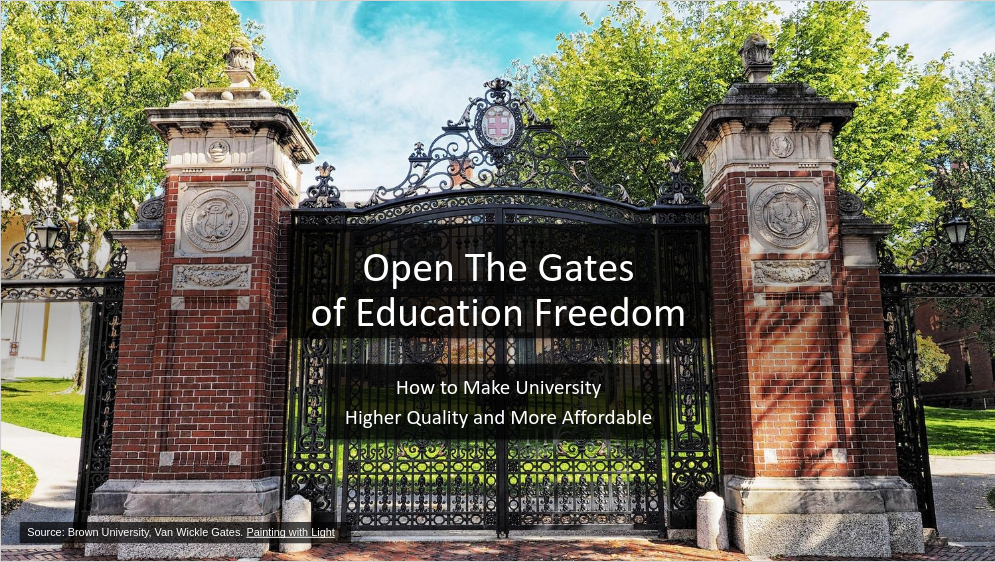 Open The Gates
of Education Freedom
How to Make University
Higher Quality and More Affordable
Source: Brown University, Van Wickle Gates. Painting with Light